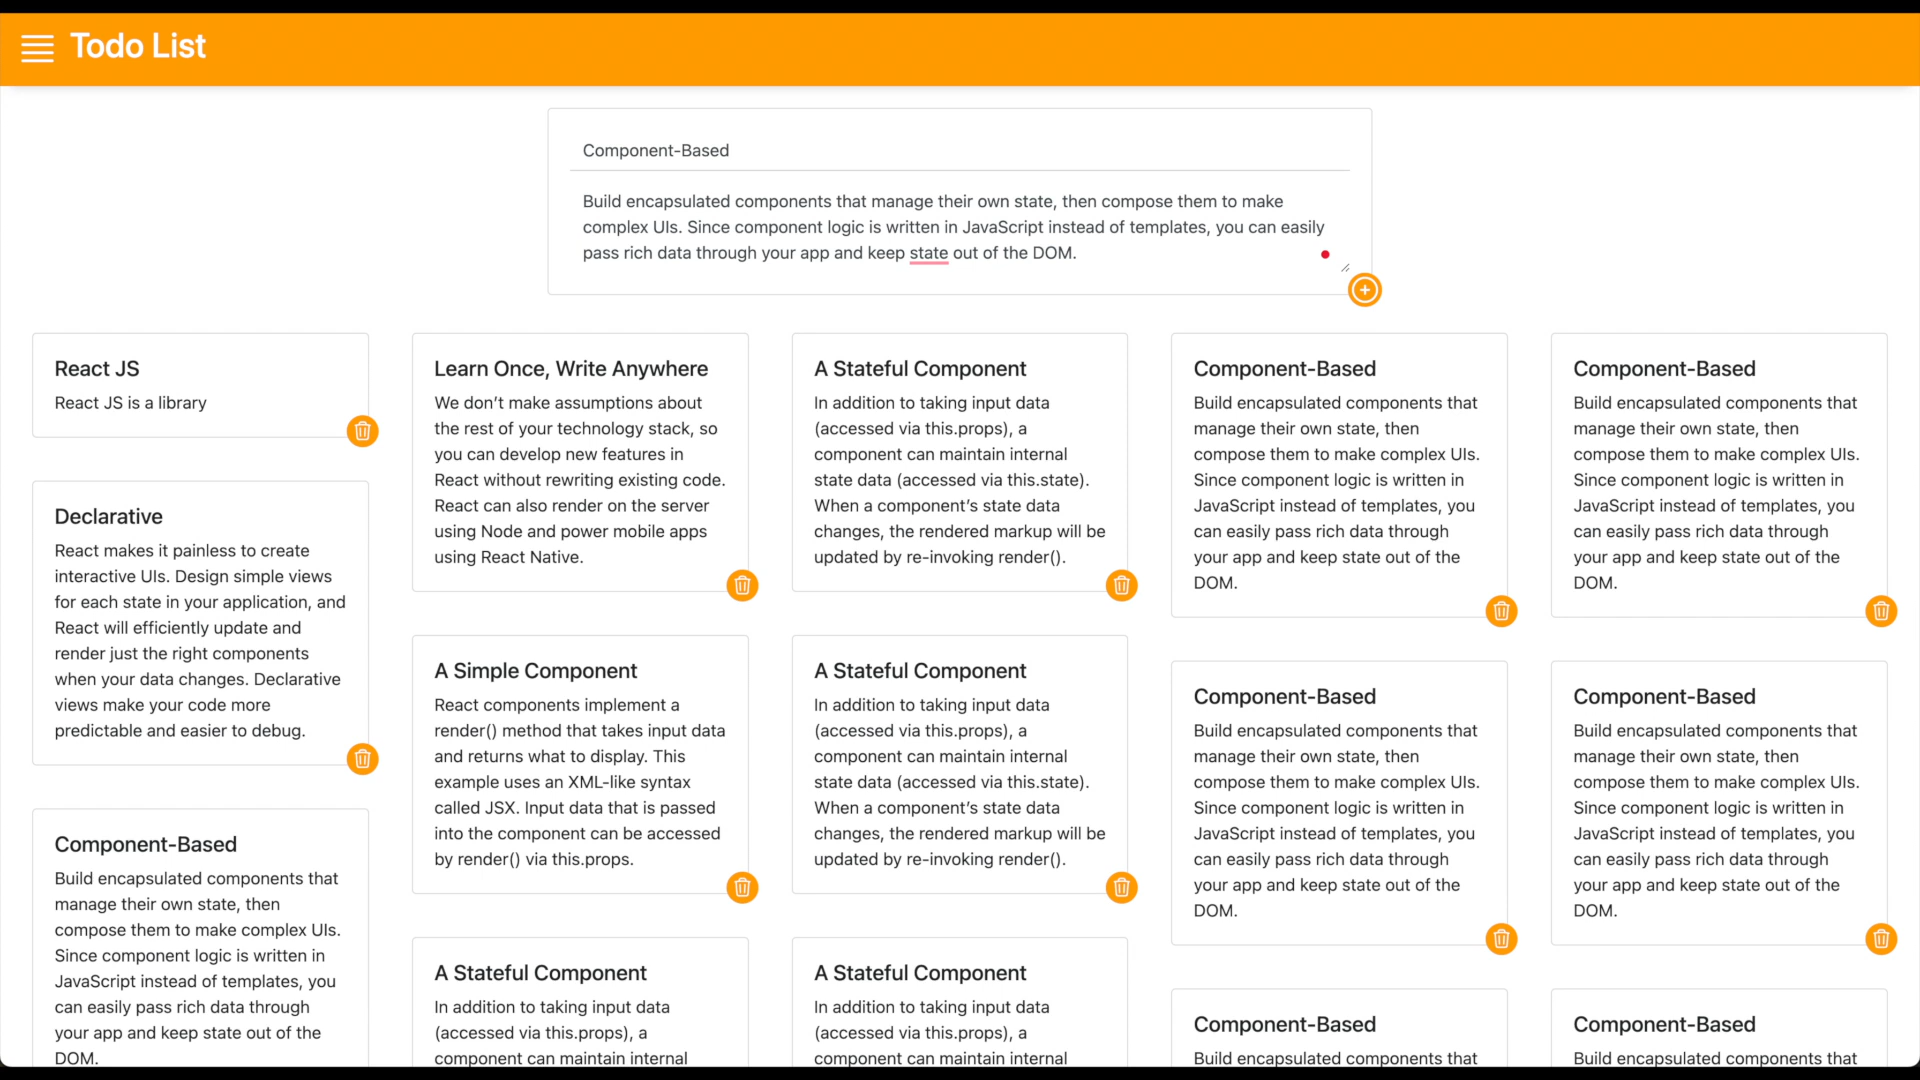 Todo List
Component-Based
Build encapsulated components that manage their own state, then compose them to make
complex UIs. Since component logic is written in JavaScript instead of templates, you can easily
pass rich data through your app and keep state out of the DOM.
React JS
React JS is a library
Declarative
React makes it painless to create
interactive UIs. Design simple views
for each state in your application, and
React will efficiently update and
render just the right components
when your data changes. Declarative
views make your code more
predictable and easier to debug.
Component-Based
Build encapsulated components that
manage their own state, then
compose them to make complex UIs.
Since component logic is written in
JavaScript instead of templates, you
can easily pass rich data through
your app and keep state out of the
DOM.
Learn Once, Write Anywhere
We don’t make assumptions about
the rest of your technology stack, so
you can develop new features in
React without rewriting existing code.
React can also render on the server
using Node and power mobile apps
using React Native.
A Simple Component
React components implement a
render() method that takes input data
and returns what to display. This
example uses an XML-like syntax
called JSX. Input data that is passed
into the component can be accessed
by render() via this.props.
A Stateful Component
In addition to taking input data
(accessed via this.props), a
component can maintain internal
A Stateful Component
In addition to taking input data
(accessed via this.props), a
component can maintain internal
state data (accessed via this.state).
When a component’s state data
changes, the rendered markup will be
updated by re-invoking render().
A Stateful Component
In addition to taking input data
(accessed via this.props), a
component can maintain internal
state data (accessed via this.state).
When a component’s state data
changes, the rendered markup will be
updated by re-invoking render().
A Stateful Component
In addition to taking input data
(accessed via this.props), a
component can maintain internal
Component-Based
Build encapsulated components that
manage their own state, then
compose them to make complex UIs.
Since component logic is written in
JavaScript instead of templates, you
can easily pass rich data through
your app and keep state out of the
DOM.
Component-Based
Build encapsulated components that
manage their own state, then
compose them to make complex UIs.
Since component logic is written in
JavaScript instead of templates, you
can easily pass rich data through
your app and keep state out of the
DOM.
Component-Based
Build encapsulated components that
Component-Based
Build encapsulated components that
manage their own state, then
compose them to make complex UIs.
Since component logic is written in
JavaScript instead of templates, you
can easily pass rich data through
your app and keep state out of the
DOM.
Component-Based
Build encapsulated components that
manage their own state, then
compose them to make complex UIs.
Since component logic is written in
JavaScript instead of templates, you
can easily pass rich data through
your app and keep state out of the
DOM.
Component-Based
Build encapsulated components that